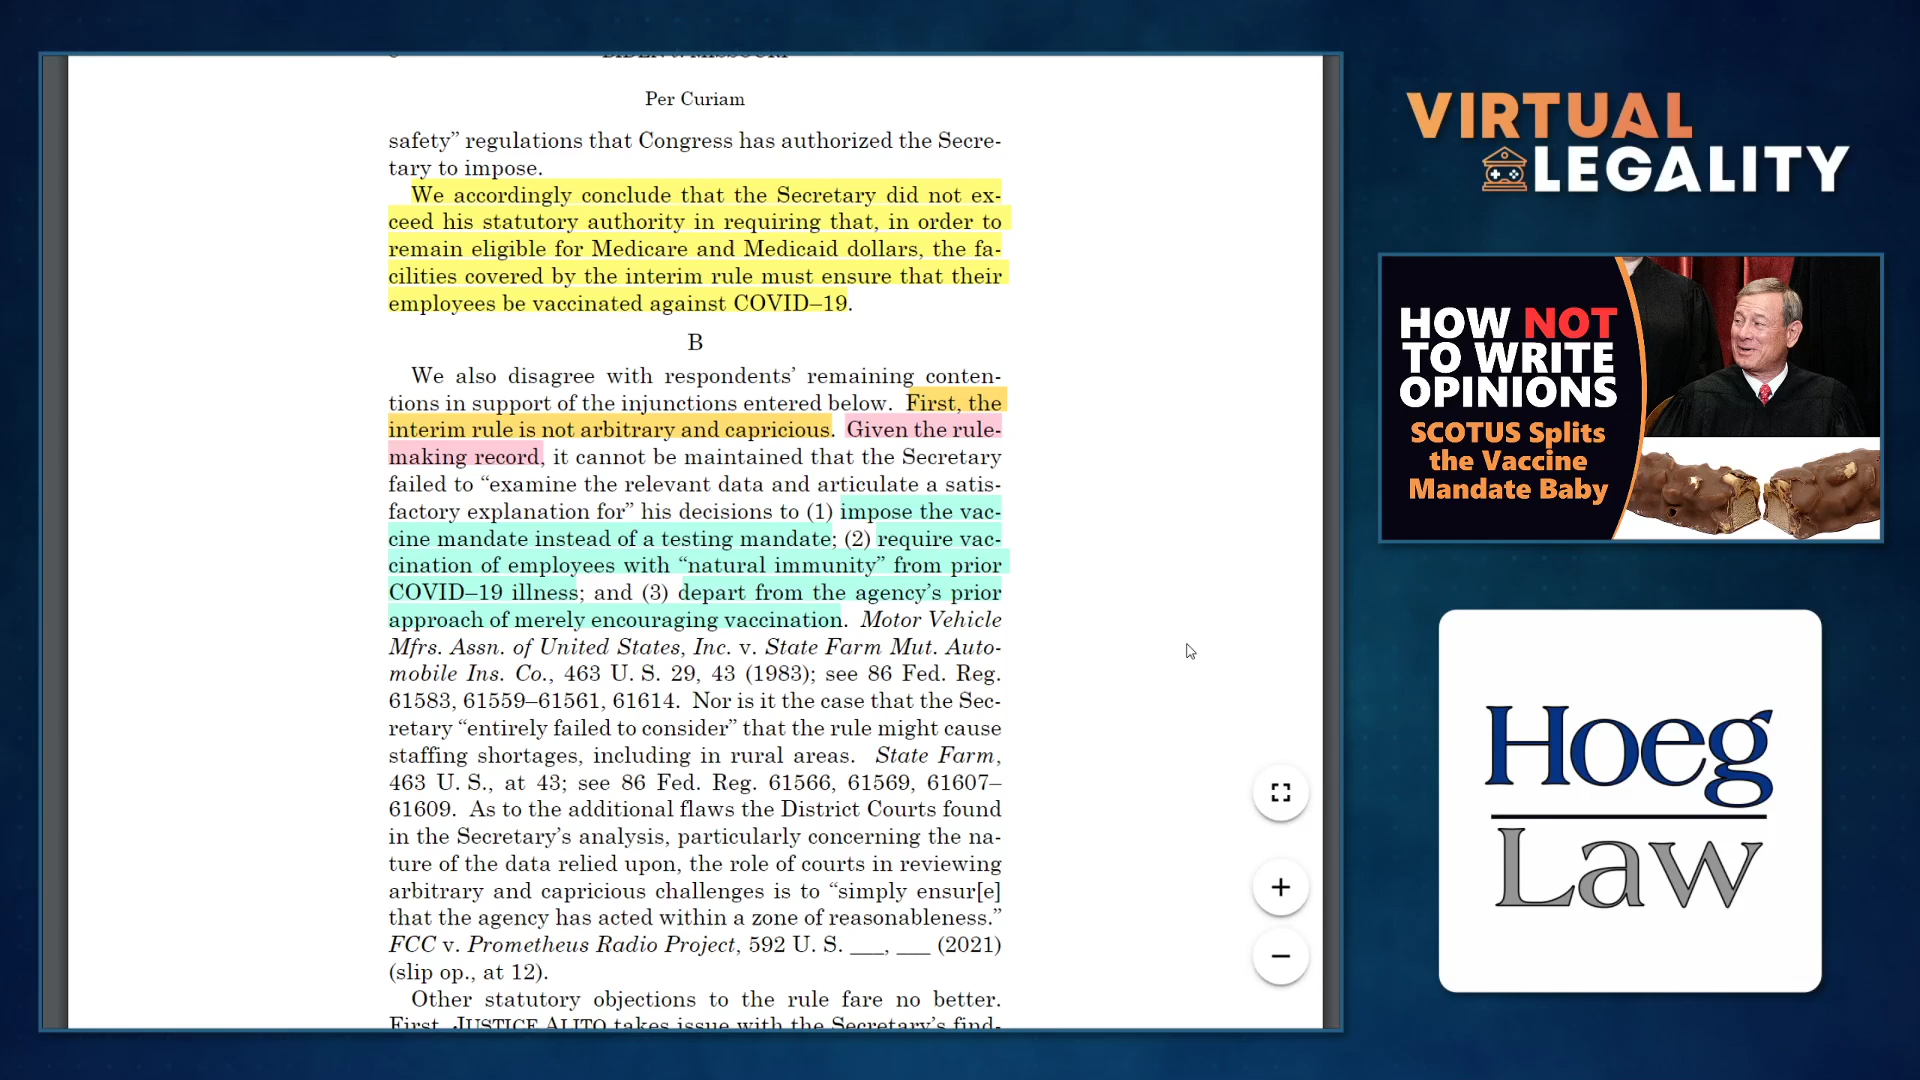 BIDEN v. MISSOURI
Per Curiam
safety” regulations that Congress has authorized the Secre-
tary to impose.
We accordingly conclude that the Secretary did not ex-
ceed his statutory authority in requiring that, in order to
remain eligible for Medicare and Medicaid dollars, the fa-
cilities covered by the interim rule must ensure that their
employees be vaccinated against COVID–19.
B
We also disagree with respondents’ remaining conten-
tions in support of the injunctions entered below. First, the
interim rule is not arbitrary and capricious. Given the rule-
making record, it cannot be maintained that the Secretary
failed to “examine the relevant data and articulate a satis-
factory explanation for” his decisions to (1) impose the vac-
cine mandate instead of a testing mandate; (2) require vac-
cination of employees with “natural immunity” from prior
COVID–19 illness; and (3) depart from the agency’s prior
approach of merely encouraging vaccination. Motor Vehicle
Mfrs. Assn. of United States, Inc. v. State Farm Mut. Auto-
mobile Ins. Co., 463 U. S. 29, 43 (1983); see 86 Fed. Reg.
61583, 61559–61561, 61614. Nor is it the case that the Sec-
retary “entirely failed to consider” that the rule might cause
staffing shortages, including in rural areas. State Farm,
463 U. S., at 43; see 86 Fed. Reg. 61566, 61569, 61607–
61609. As to the additional flaws the District Courts found
in the Secretary’s analysis, particularly concerning the na-
ture of the data relied upon, the role of courts in reviewing
arbitrary and capricious challenges is to “simply ensur[e]
that the agency has acted within a zone of reasonableness.”
FCC v. Prometheus Radio Project, 592 U. S. ___, ___ (2021)
(slip op., at 12).
Other statutory objections to the rule fare no better.
First, JUSTICE ALITO takes issue with the Secretary’s find-
VIRTUAL
LEGALITY
HOW NOT
TO WRITE
OPINIONS
SCOTUS Splits
the Vaccine
Mandate Baby
Hoeg
Law